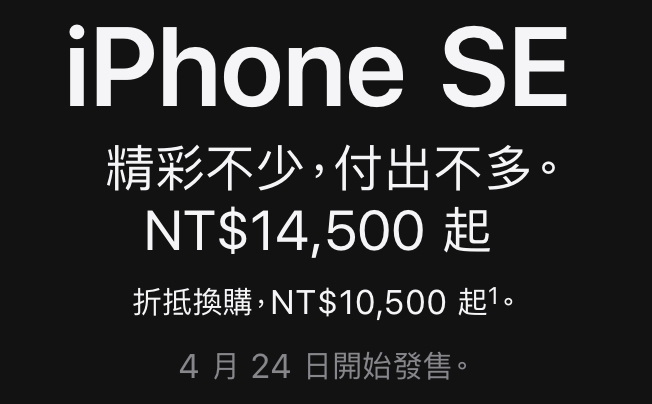 iPhone SE
精彩不少，付出不多。
NT$14,500 起
折抵換購，NT$10,500 起¹。
4 月 24 日開始發售。